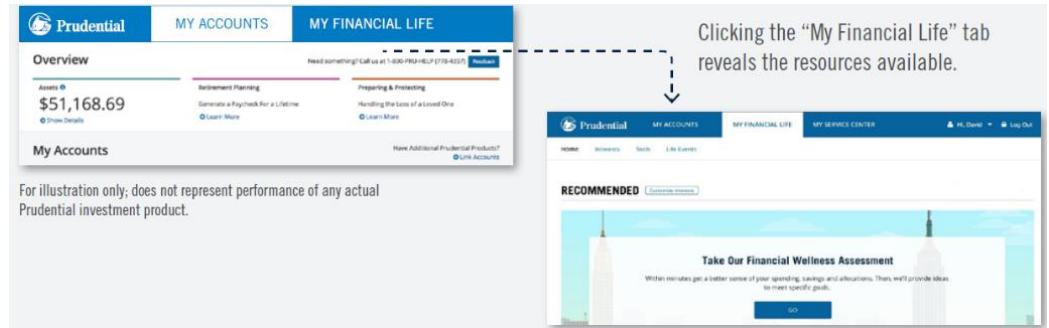 Prudential
MY ACCOUNTS
MY FINANCIAL LIFE
Overview
Need something? Call us at 1-800-PRU-HELP (778-4357)
Feedback
Assets
$51,168.69
Show Details
Retirement Planning
Generate a Paycheck For a Lifetime
Learn More
Preparing & Protecting
Handling the Loss of a Loved One
Learn More
My Accounts
Have Additional Prudential Products?
Link Accounts
For illustration only; does not represent performance of any actual
Prudential investment product.
Clicking the “My Financial Life” tab
reveals the resources available.
Prudential
MY ACCOUNTS
MY FINANCIAL LIFE
MY SERVICE CENTER
Hi, David
Log Out
HOME
Interests
Tools
Life Events
RECOMMENDED
Customize Interests
Take Our Financial Wellness Assessment
Within minutes get a better sense of your spending, savings and allocations. Then, we'll provide ideas
to meet specific goals.
GO